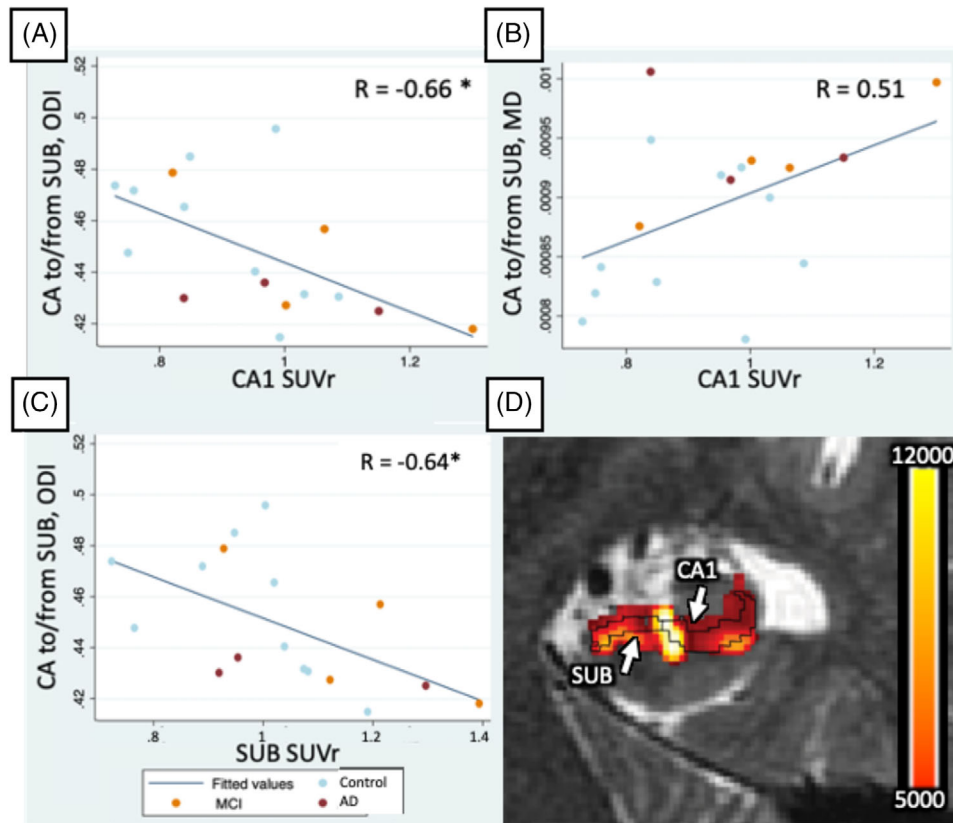 (A)
R = -0.66 *
CA to/from SUB, ODI
.52
.5
.48
.46
.44
.42
.8
1
1.2
CA1 SUVr
(B)
R = 0.51
CA to/from SUB, MD
.001
.00095
.0009
.00085
.0008
.8
1
1.2
CA1 SUVr
(C)
R = -0.64*
CA to/from SUB, ODI
.52
.5
.48
.46
.44
.42
.8
1
1.2
1.4
SUB SUVr
Fitted values
Control
MCI
AD
(D)
12000
CA1
SUB
5000